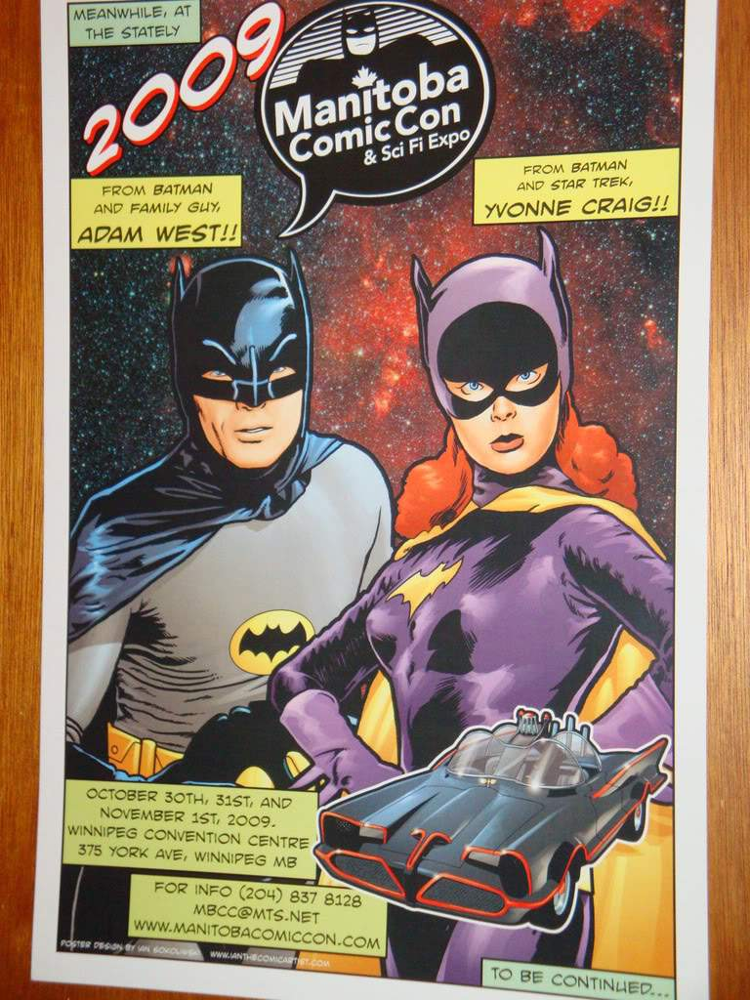 MEANWHILE, AT
THE STATELY
2009
Manitoba
Comic Con
& Sci Fi Expo
FROM BATMAN
AND FAMILY GUY,
ADAM WEST!!
FROM BATMAN
AND STAR TREK,
YVONNE CRAIG!!
OCTOBER 30TH, 31ST, AND
NOVEMBER 1ST, 2009.
WINNIPEG CONVENTION CENTRE
375 YORK AVE, WINNIPEG MB
FOR INFO (204) 837 8128
MBCC@MTS.NET
WWW.MANITOBACOMICCON.COM
POSTER DESIGN BY IAN SOKOLIWSKI WWW.IANTHECOMICARTIST.COM
TO BE CONTINUED...